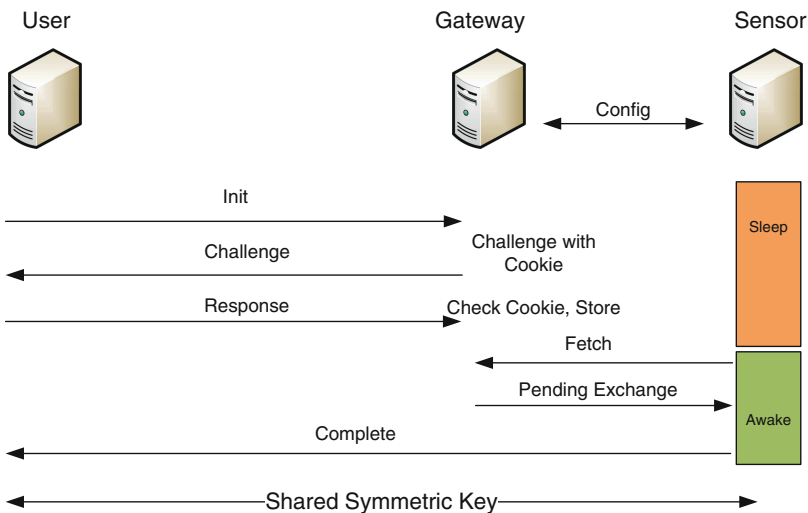 User
Gateway
Sensor
Config
Init
Sleep
Challenge
Challenge with
Cookie
Response
Check Cookie, Store
Fetch
Pending Exchange
Awake
Complete
Shared Symmetric Key